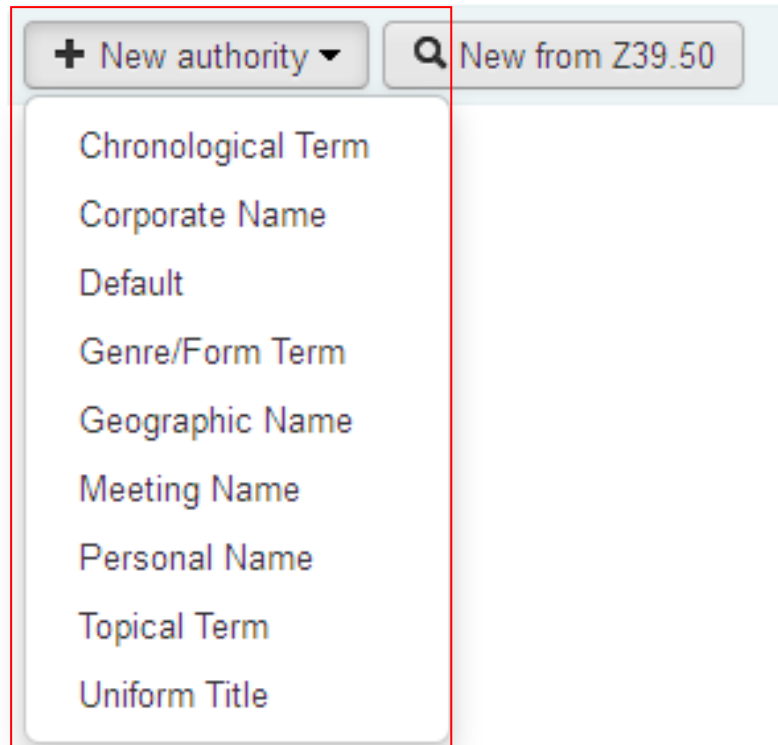 New authority
New from Z39.50
Chronological Term
Corporate Name
Default
Genre/Form Term
Geographic Name
Meeting Name
Personal Name
Topical Term
Uniform Title